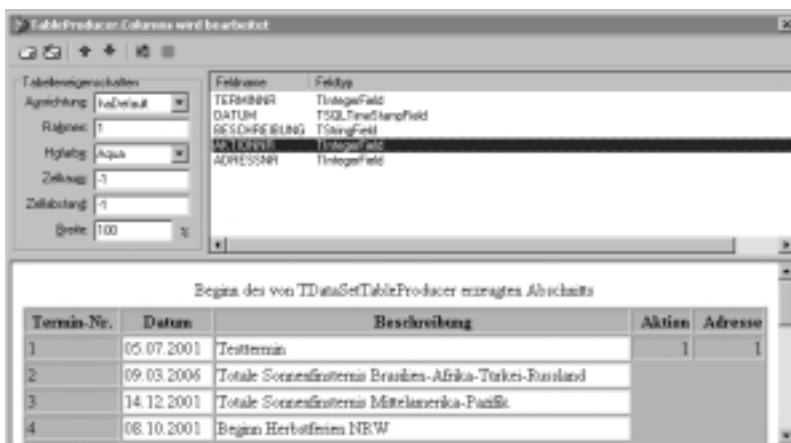 TableProducer.Columns wird bearbeitet
Tabelleneigenschaften
Ausrichtung: haDefault
Rahmen: 1
Hgfarbe: Aqua
Zellraum: -1
Zellabstand: -1
Breite: 100 %
Feldname Feldtyp
TERMINNR TIntegerField
DATUM TSQLTimeStampField
BESCHREIBUNG TStringField
AKTIONNR TIntegerField
ADRESSNR TIntegerField
Beginn des von TDataSetTableProducer erzeugten Abschnitts
Termin-Nr. Datum Beschreibung Aktion Adresse
1 05.07.2001 Testtermin 1 1
2 09.03.2006 Totale Sonnenfinsternis Brasilien-Afrika-Türkei-Russland
3 14.12.2001 Totale Sonnenfinsternis Mittelamerika-Pazifik
4 08.10.2001 Beginn Herbstferien NRW